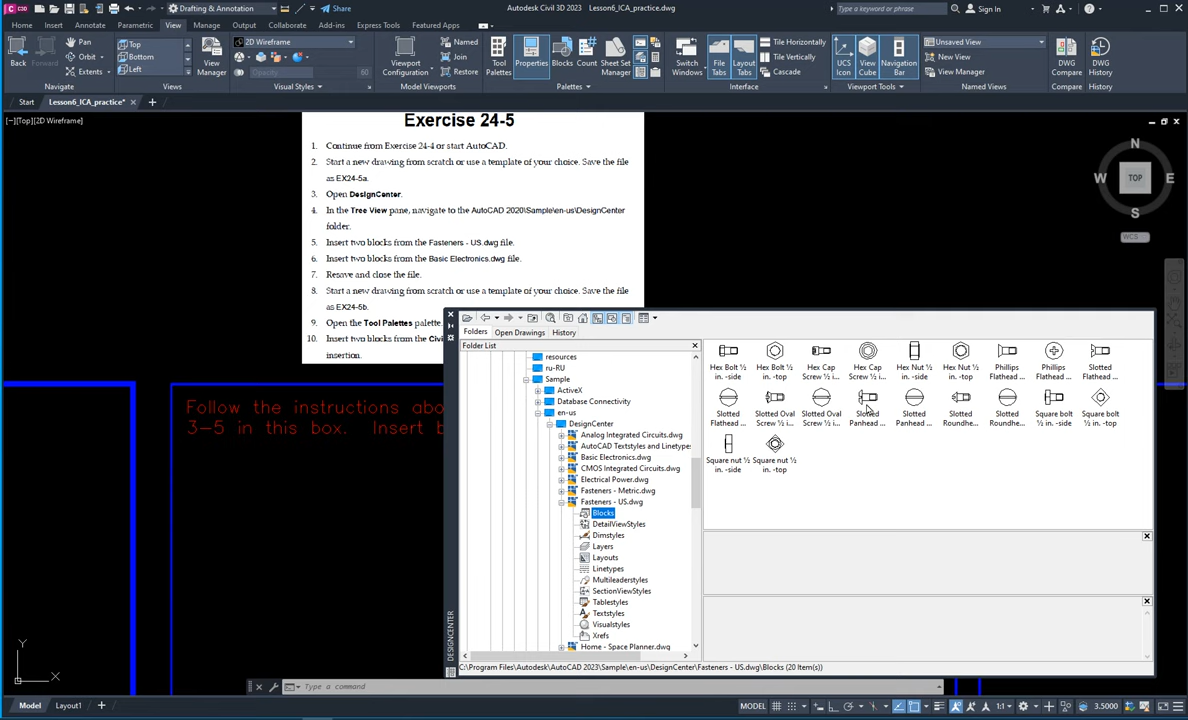 C3D
Drafting & Annotation
Share
Autodesk Civil 3D 2023
Lesson6_ICA_practice.dwg
Type a keyword or phrase
Sign In
Home
Insert
Annotate
Parametric
View
Manage
Output
Collaborate
Add-ins
Express Tools
Featured Apps
Back
Forward
Pan
Orbit
Extents
Navigate
Top
Bottom
Left
View
Manager
Views
2D Wireframe
Opacity
60
Visual Styles
Viewport
Configuration
Named
Join
Restore
Model Viewports
Tool
Palettes
Properties
Blocks
Count
Sheet Set
Manager
Palettes
Switch
Windows
File
Tabs
Layout
Tabs
Tile Horizontally
Tile Vertically
Cascade
Interface
UCS
Icon
View
Cube
Navigation
Bar
Viewport Tools
Unsaved View
New View
View Manager
Named Views
DWG
Compare
Compare
DWG
History
History
Start
Lesson6_ICA_practice*
[−][Top][2D Wireframe]
Exercise 24-5
1. Continue from Exercise 24-4 or start AutoCAD.
2. Start a new drawing from scratch or use a template of your choice. Save the file
as EX24-5a.
3. Open DesignCenter.
4. In the Tree View pane, navigate to the AutoCAD 2020\Sample\en-us\DesignCenter
folder.
5. Insert two blocks from the Fasteners - US.dwg file.
6. Insert two blocks from the Basic Electronics.dwg file.
7. Resave and close the file.
8. Start a new drawing from scratch or use a template of your choice. Save the file
as EX24-5b.
9. Open the Tool Palettes palette.
10. Insert two blocks from the Civi
insertion.
N
W
TOP
E
S
WCS
Follow the instructions abo
3−5 in this box. Insert b
Folders
Open Drawings
History
Folder List
resources
ru-RU
Sample
ActiveX
Database Connectivity
en-us
DesignCenter
Analog Integrated Circuits.dwg
AutoCAD Textstyles and Linetypes
Basic Electronics.dwg
CMOS Integrated Circuits.dwg
Electrical Power.dwg
Fasteners - Metric.dwg
Fasteners - US.dwg
Blocks
DetailViewStyles
Dimstyles
Layers
Layouts
Linetypes
Multileaderstyles
SectionViewStyles
Tablestyles
Textstyles
Visualstyles
Xrefs
Home - Space Planner.dwg
Hex Bolt ½ in. -side
Hex Bolt ½ in. -top
Hex Cap Screw ½ i...
Hex Cap Screw ½ i...
Hex Nut ½ in. -side
Hex Nut ½ in. -top
Phillips Flathead ...
Phillips Flathead ...
Slotted Flathead ...
Slotted Flathead ...
Slotted Oval Screw ½ i...
Slotted Oval Screw ½ i...
Slotted Panhead ...
Slotted Panhead ...
Slotted Roundhe...
Slotted Roundhe...
Square bolt ½ in. -side
Square bolt ½ in. -top
Square nut ½ in. -side
Square nut ½ in. -top
DESIGNCENTER
C:\Program Files\Autodesk\AutoCAD 2023\Sample\en-us\DesignCenter\Fasteners - US.dwg\Blocks (20 Item(s))
Y
X
Type a command
Model
Layout1
MODEL
1:1
3.5000